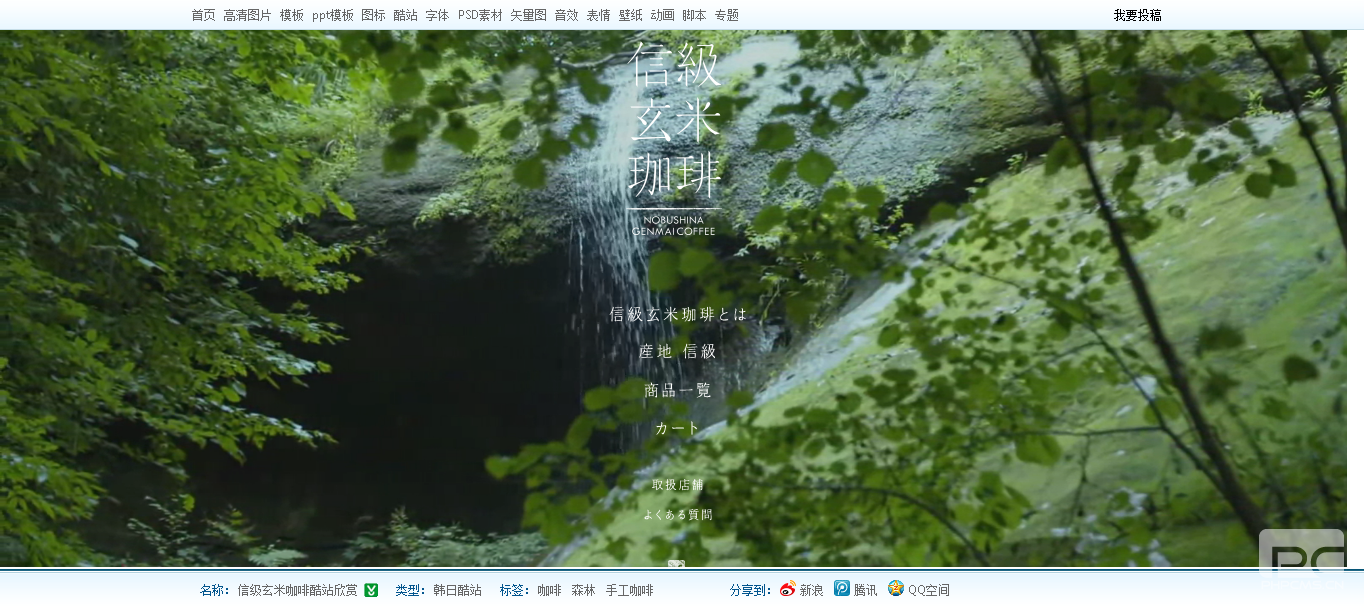 首页 高清图片 模板 ppt模板 图标 酷站 字体 PSD素材 矢量图 音效 表情 壁纸 动画 脚本 专题 我要投稿
信級
玄米
珈琲
NOBUSHINA
GENMAI COFFEE
信級玄米珈琲とは
産地 信級
商品一覧
カート
取扱店舗
よくある質問
PC
名称: 信级玄米咖啡酷站欣赏 类型: 韩日酷站 标签: 咖啡 森林 手工咖啡 分享到: 新浪 腾讯 QQ空间